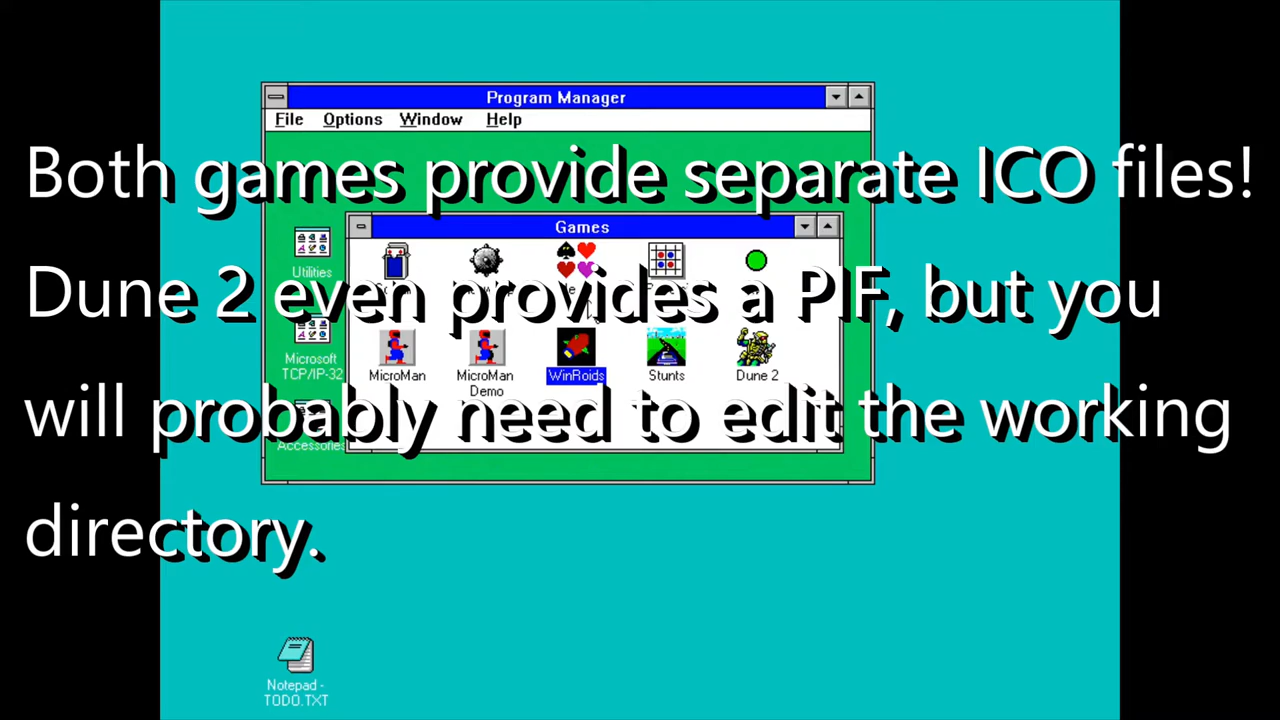 Program Manager
File Options Window Help
Both games provide separate ICO files!
Games
Utilities
Dune 2 even provides a PIF, but you
Microsoft
TCP/IP-32
MicroMan
MicroMan
Demo
WinRoids
Stunts
Dune 2
will probably need to edit the working
Accessories
directory.
Notepad -
TODO.TXT